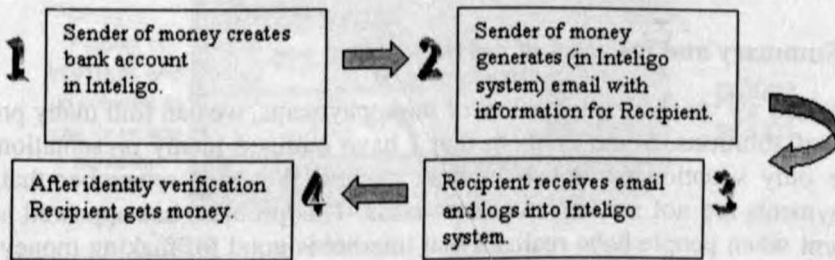 1
Sender of money creates
bank account
in Inteligo.
2
Sender of money
generates (in Inteligo
system) email with
information for Recipient.
3
Recipient receives email
and logs into Inteligo
system.
4
After identity verification
Recipient gets money.